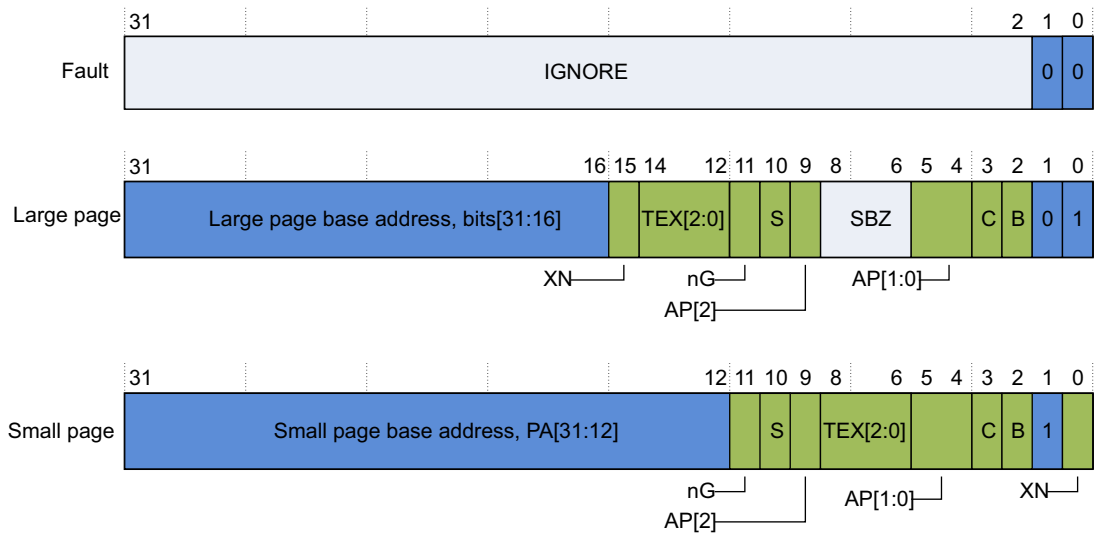 31 2 1 0
Fault IGNORE 0 0
31 16 15 14 12 11 10 9 8 6 5 4 3 2 1 0
Large page Large page base address, bits[31:16] TEX[2:0] S SBZ C B 0 1
XN nG AP[1:0]
AP[2]
31 12 11 10 9 8 6 5 4 3 2 1 0
Small page Small page base address, PA[31:12] S TEX[2:0] C B 1
nG AP[1:0] XN
AP[2]